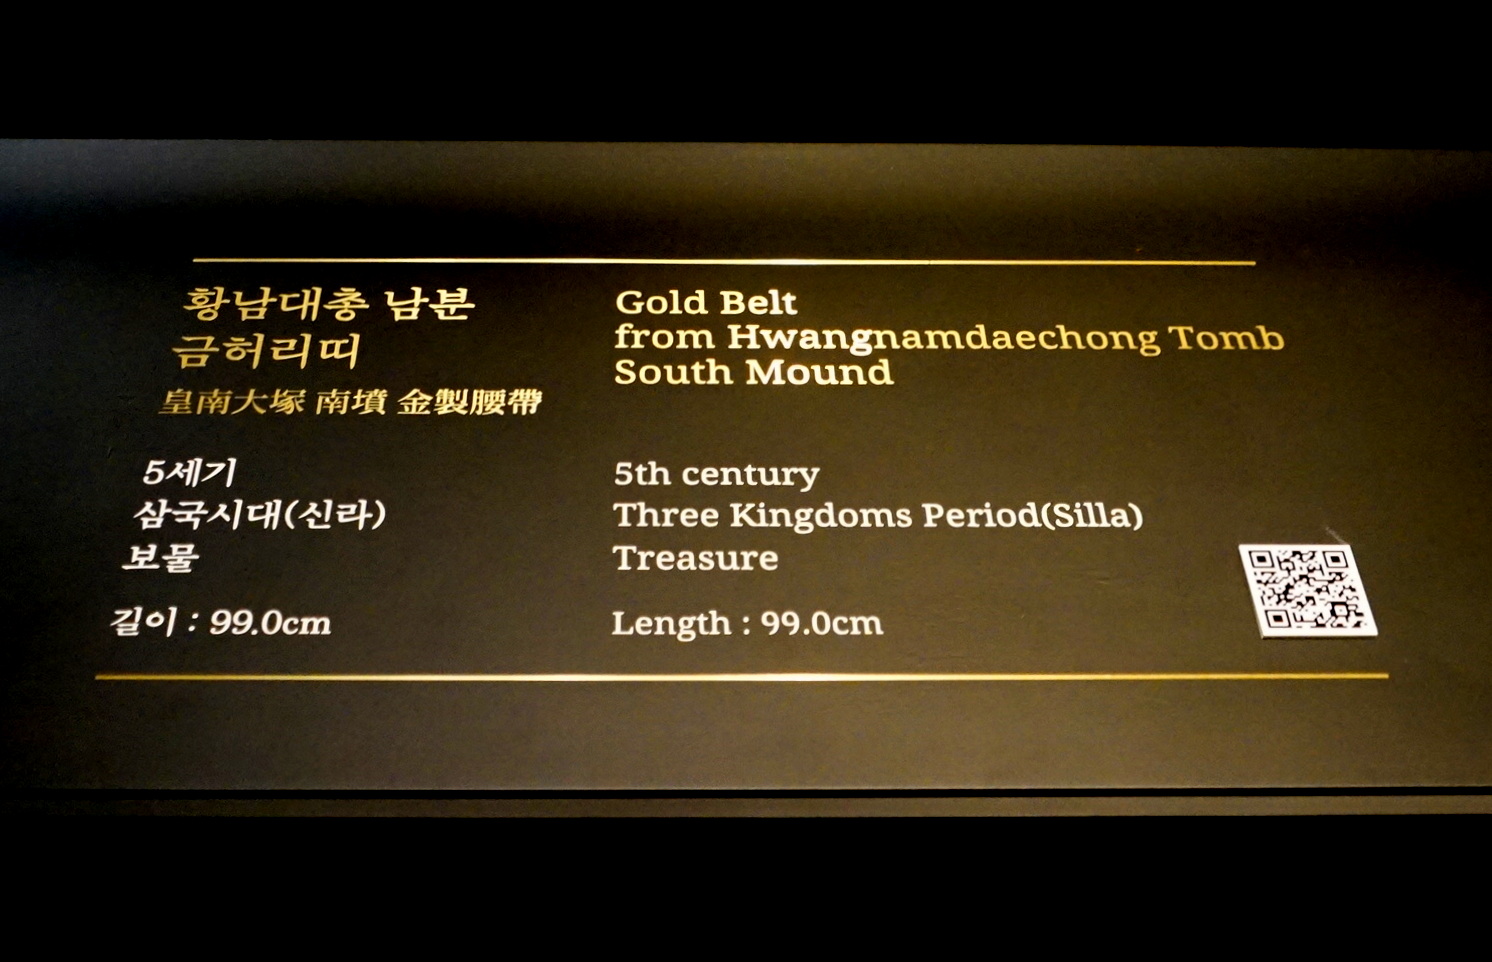 황남대총 남분
금허리띠
皇南大塚 南墳 金製腰帶
5세기
삼국시대(신라)
보물
길이 : 99.0cm
Gold Belt
from Hwangnamdaechong Tomb
South Mound
5th century
Three Kingdoms Period(Silla)
Treasure
Length : 99.0cm